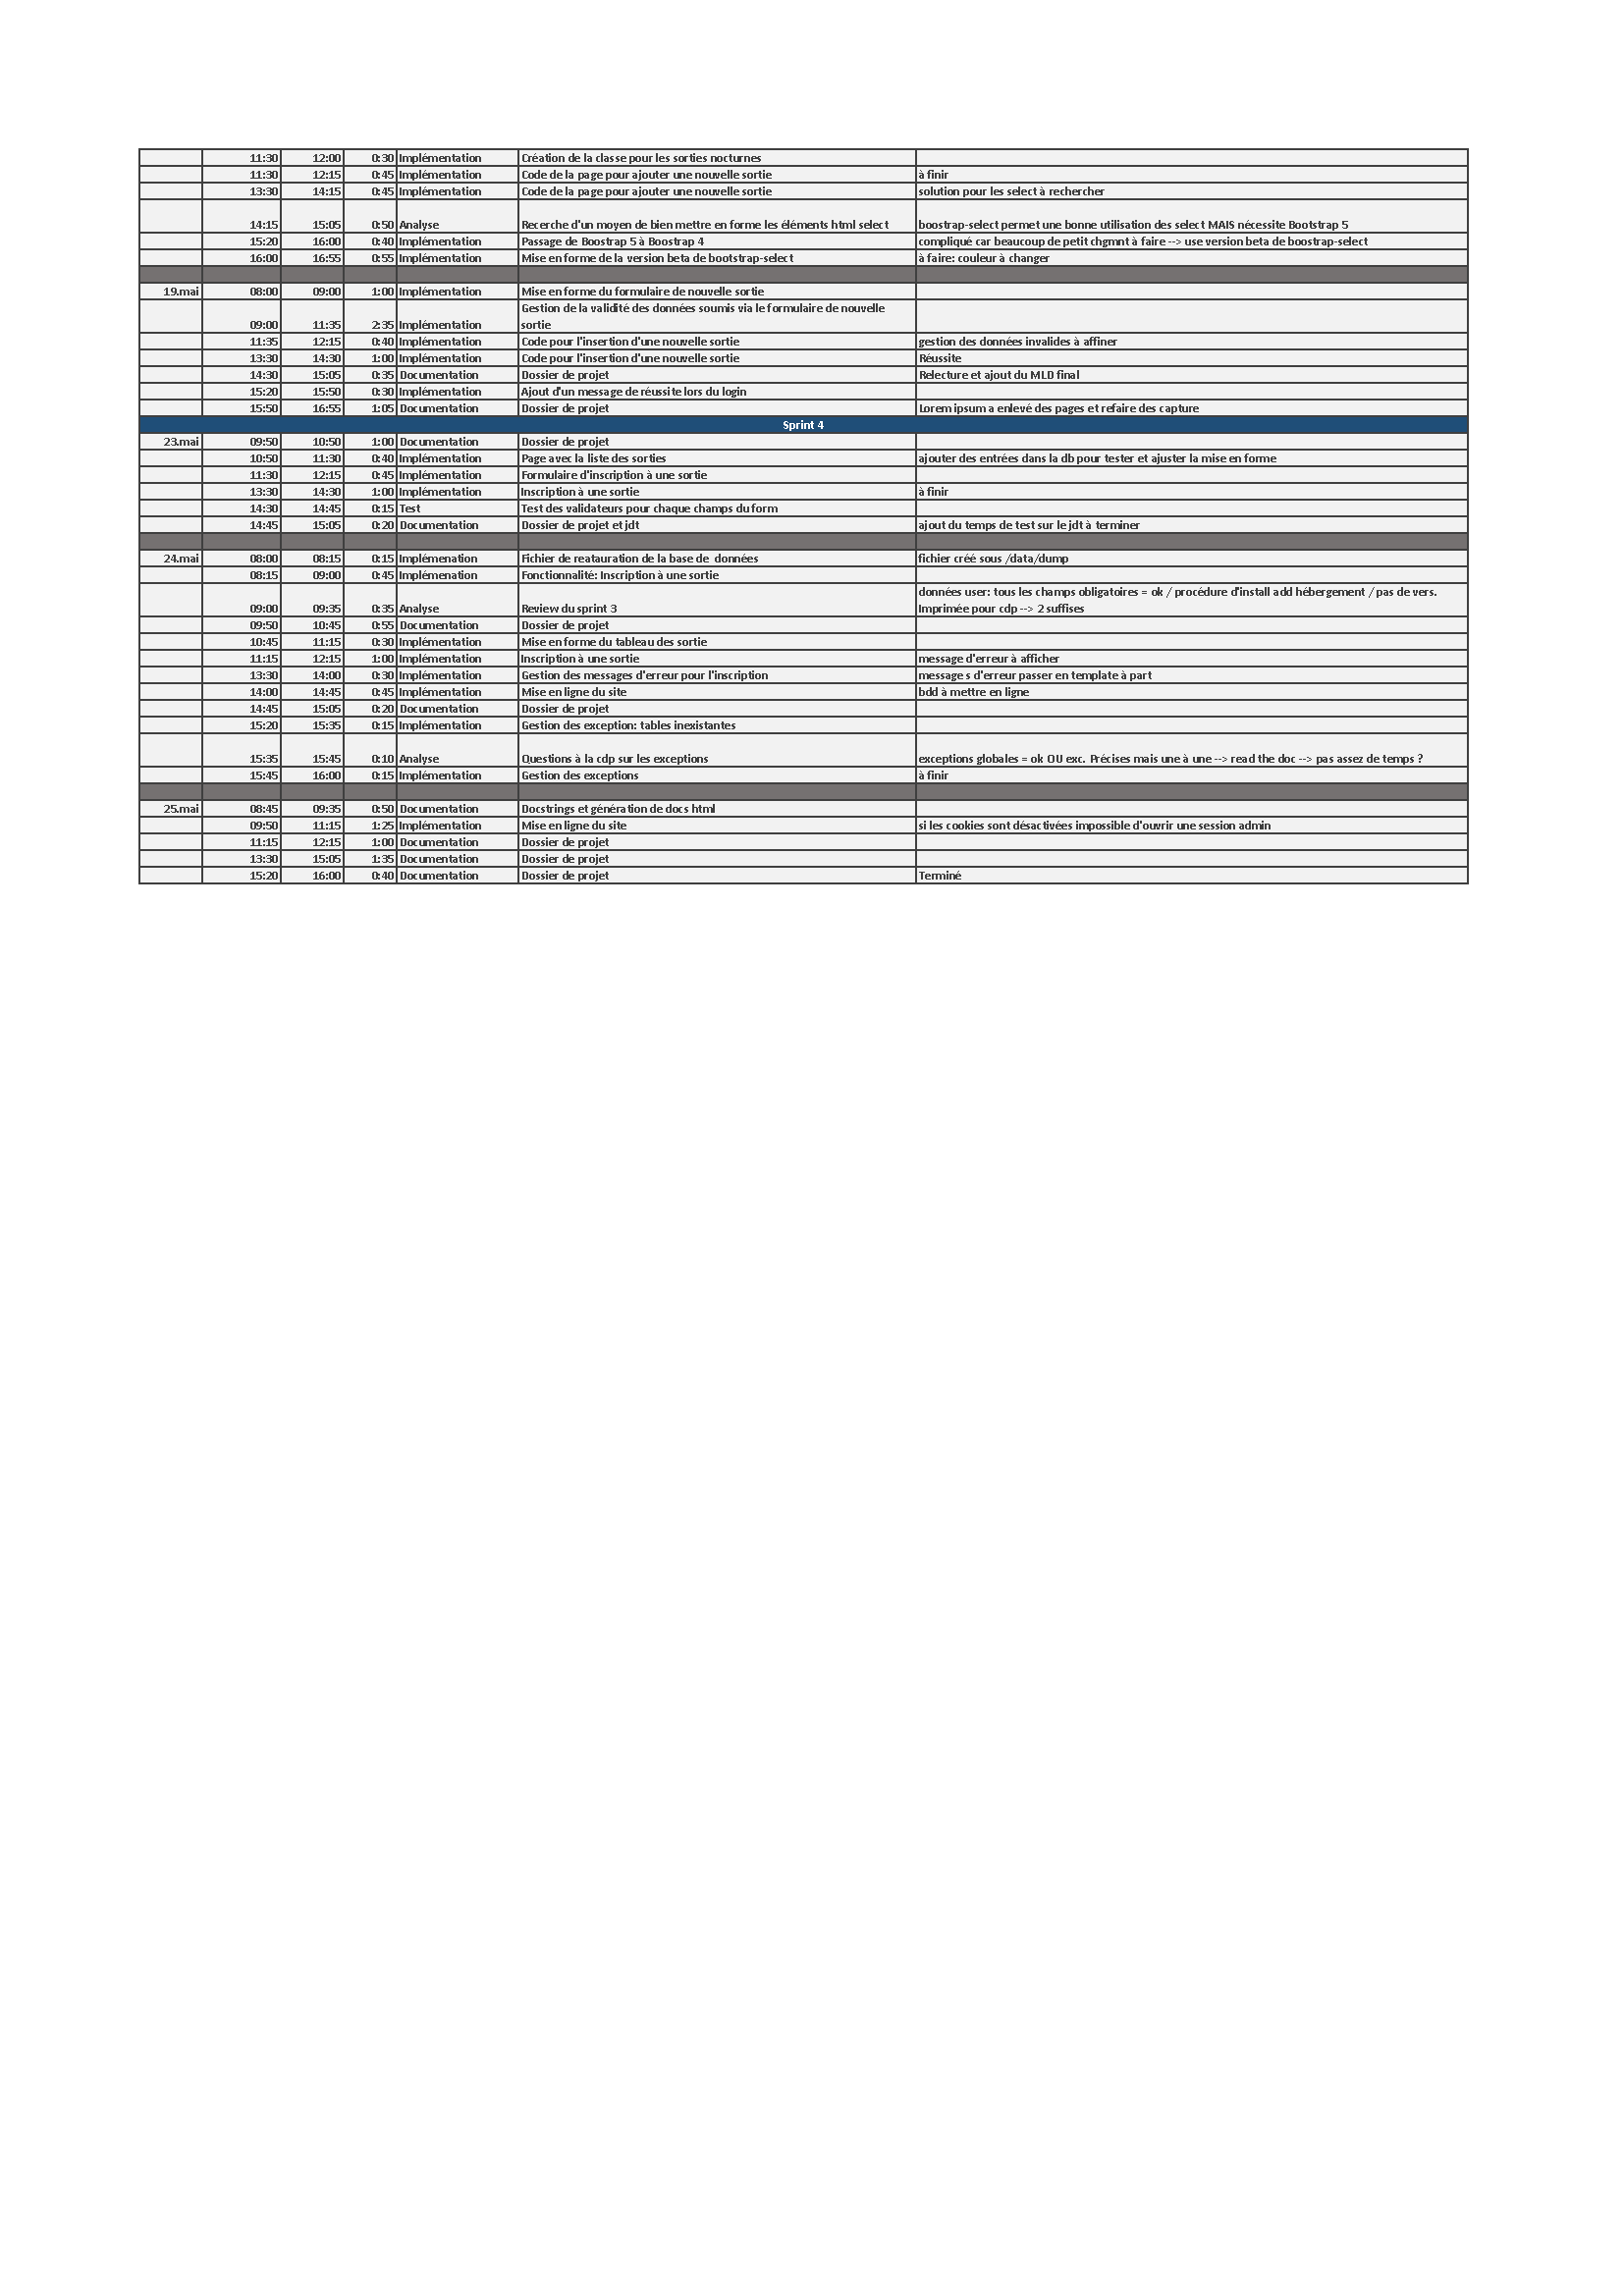 11:30 12:00 0:30 Implémentation Création de la classe pour les sorties nocturnes
11:30 12:15 0:45 Implémentation Code de la page pour ajouter une nouvelle sortie à finir
13:30 14:15 0:45 Implémentation Code de la page pour ajouter une nouvelle sortie solution pour les select à rechercher
14:15 15:05 0:50 Analyse Recerche d'un moyen de bien mettre en forme les éléments html select boostrap-select permet une bonne utilisation des select MAIS nécessite Bootstrap 5
15:20 16:00 0:40 Implémentation Passage de Boostrap 5 à Boostrap 4 compliqué car beaucoup de petit chgmnt à faire --> use version beta de boostrap-select
16:00 16:55 0:55 Implémentation Mise en forme de la version beta de bootstrap-select à faire: couleur à changer
19.mai 08:00 09:00 1:00 Implémentation Mise en forme du formulaire de nouvelle sortie
Gestion de la validité des données soumis via le formulaire de nouvelle
09:00 11:35 2:35 Implémentation sortie
11:35 12:15 0:40 Implémentation Code pour l'insertion d'une nouvelle sortie gestion des données invalides à affiner
13:30 14:30 1:00 Implémentation Code pour l'insertion d'une nouvelle sortie Réussite
14:30 15:05 0:35 Documentation Dossier de projet Relecture et ajout du MLD final
15:20 15:50 0:30 Implémentation Ajout d'un message de réussite lors du login
15:50 16:55 1:05 Documentation Dossier de projet Lorem ipsum a enlevé des pages et refaire des capture
Sprint 4
23.mai 09:50 10:50 1:00 Documentation Dossier de projet
10:50 11:30 0:40 Implémentation Page avec la liste des sorties ajouter des entrées dans la db pour tester et ajuster la mise en forme
11:30 12:15 0:45 Implémentation Formulaire d'inscription à une sortie
13:30 14:30 1:00 Implémentation Inscription à une sortie à finir
14:30 14:45 0:15 Test Test des validateurs pour chaque champs du form
14:45 15:05 0:20 Documentation Dossier de projet et jdt ajout du temps de test sur le jdt à terminer
24.mai 08:00 08:15 0:15 Implémenation Fichier de reatauration de la base de données fichier créé sous /data/dump
08:15 09:00 0:45 Implémenation Fonctionnalité: Inscription à une sortie
données user: tous les champs obligatoires = ok / procédure d'install add hébergement / pas de vers.
09:00 09:35 0:35 Analyse Review du sprint 3 Imprimée pour cdp --> 2 suffises
09:50 10:45 0:55 Documentation Dossier de projet
10:45 11:15 0:30 Implémentation Mise en forme du tableau des sortie
11:15 12:15 1:00 Implémentation Inscription à une sortie message d'erreur à afficher
13:30 14:00 0:30 Implémentation Gestion des messages d'erreur pour l'inscription message s d'erreur passer en template à part
14:00 14:45 0:45 Implémentation Mise en ligne du site bdd à mettre en ligne
14:45 15:05 0:20 Documentation Dossier de projet
15:20 15:35 0:15 Implémentation Gestion des exception: tables inexistantes
15:35 15:45 0:10 Analyse Questions à la cdp sur les exceptions exceptions globales = ok OU exc. Précises mais une à une --> read the doc --> pas assez de temps ?
15:45 16:00 0:15 Implémentation Gestion des exceptions à finir
25.mai 08:45 09:35 0:50 Documentation Docstrings et génération de docs html
09:50 11:15 1:25 Implémentation Mise en ligne du site si les cookies sont désactivées impossible d'ouvrir une session admin
11:15 12:15 1:00 Documentation Dossier de projet
13:30 15:05 1:35 Documentation Dossier de projet
15:20 16:00 0:40 Documentation Dossier de projet Terminé